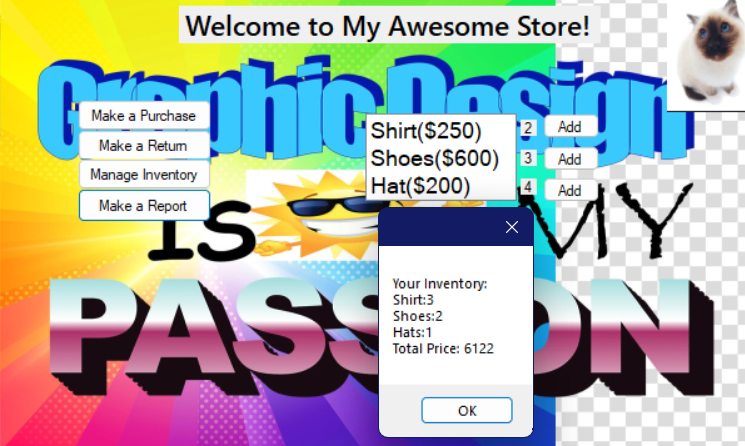 Welcome to My Awesome Store!
Graphic Design
Make a Purchase
Make a Return
Manage Inventory
Make a Report
Shirt($250) 2 Add
Shoes($600) 3 Add
Hat($200) 4 Add
IS MY
PASSION
Your Inventory:
Shirt:3
Shoes:2
Hats:1
Total Price: 6122
OK